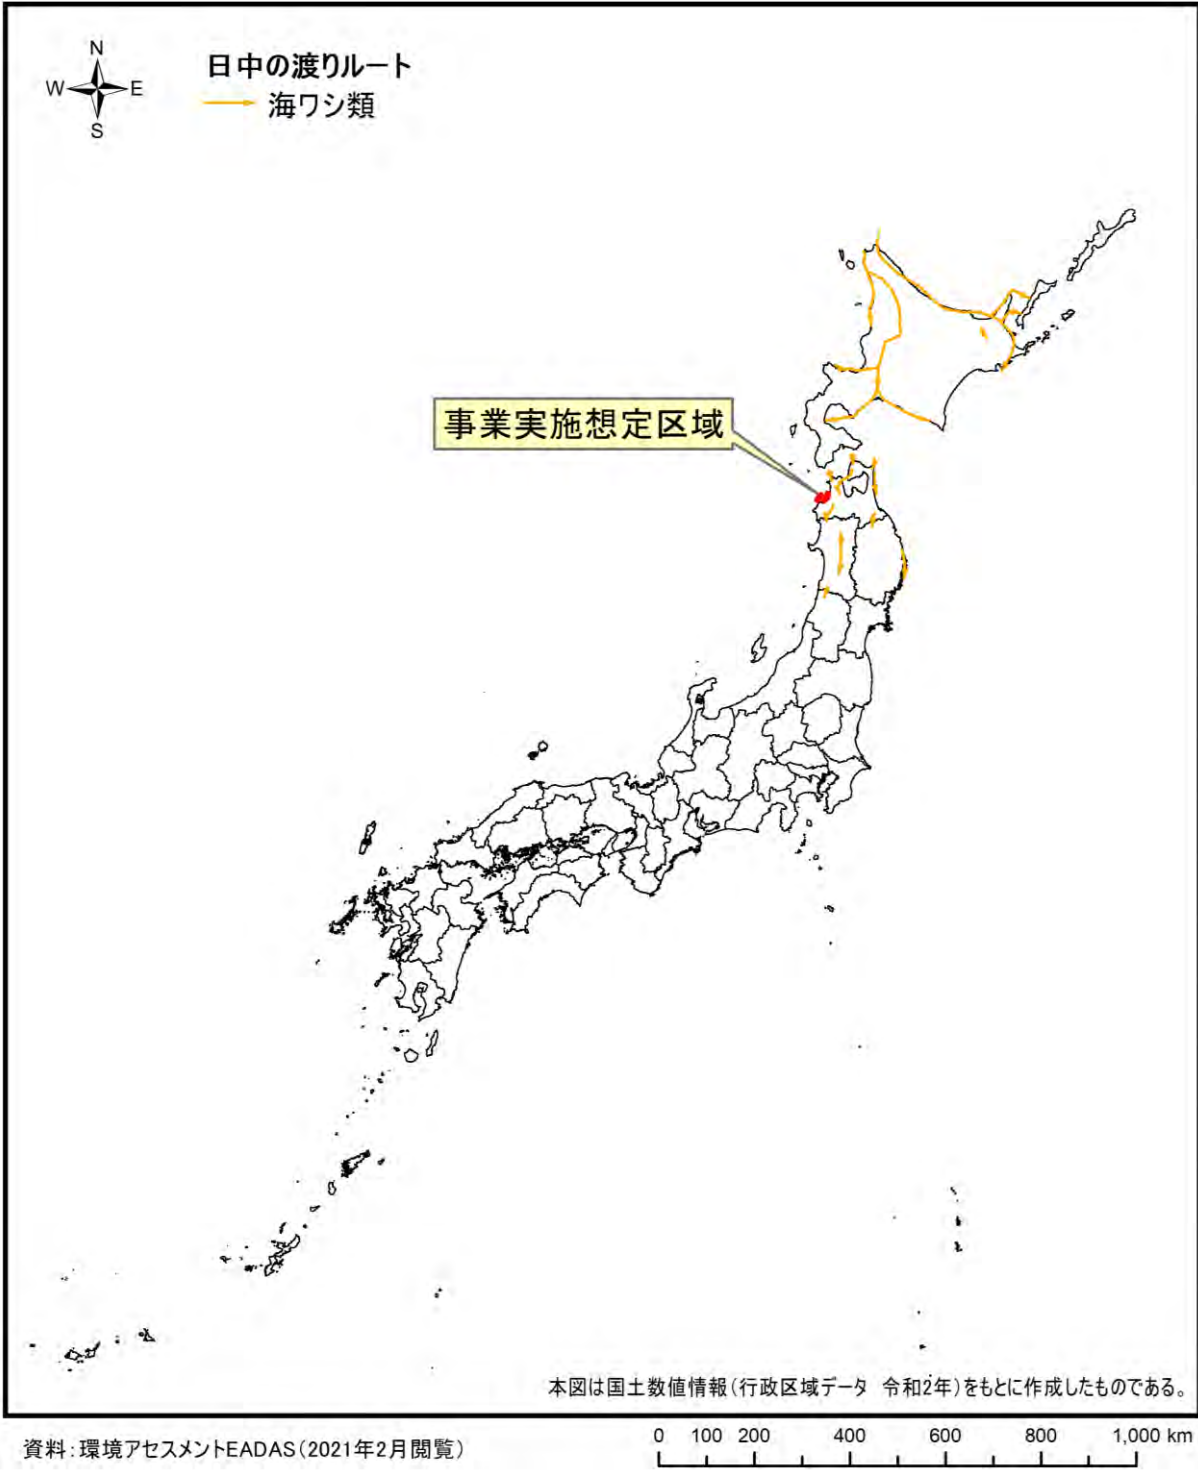 N
W E
S
日中の渡りルート
海ワシ類
事業実施想定区域
本図は国土数値情報(行政区域データ 令和2年)をもとに作成したものである。
資料:環境アセスメントEADAS(2021年2月閲覧)
0 100 200 400 600 800 1,000 km